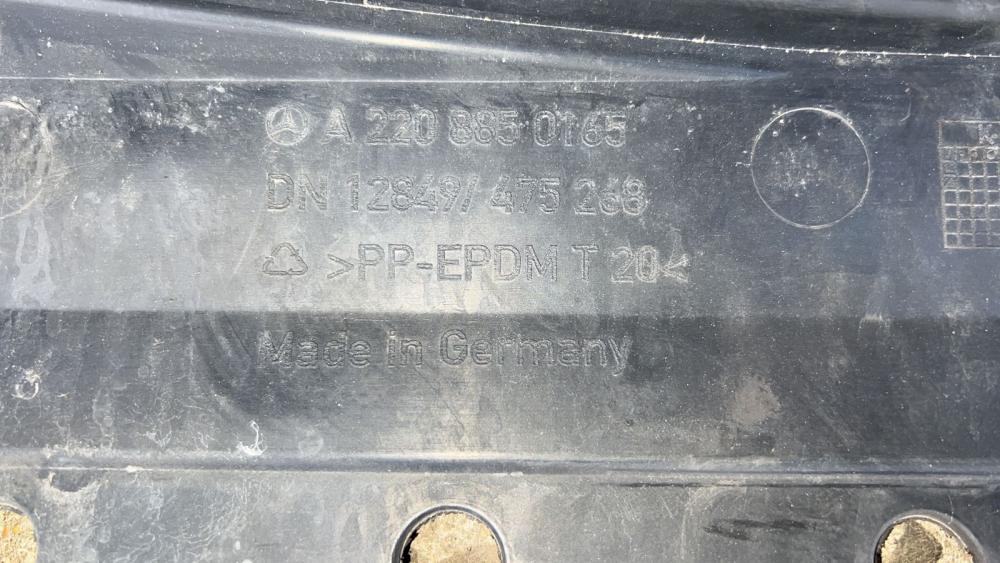 A 220 885 0165
DN 12849/ 475 268
>PP-EPDM T 20<
Made in Germany